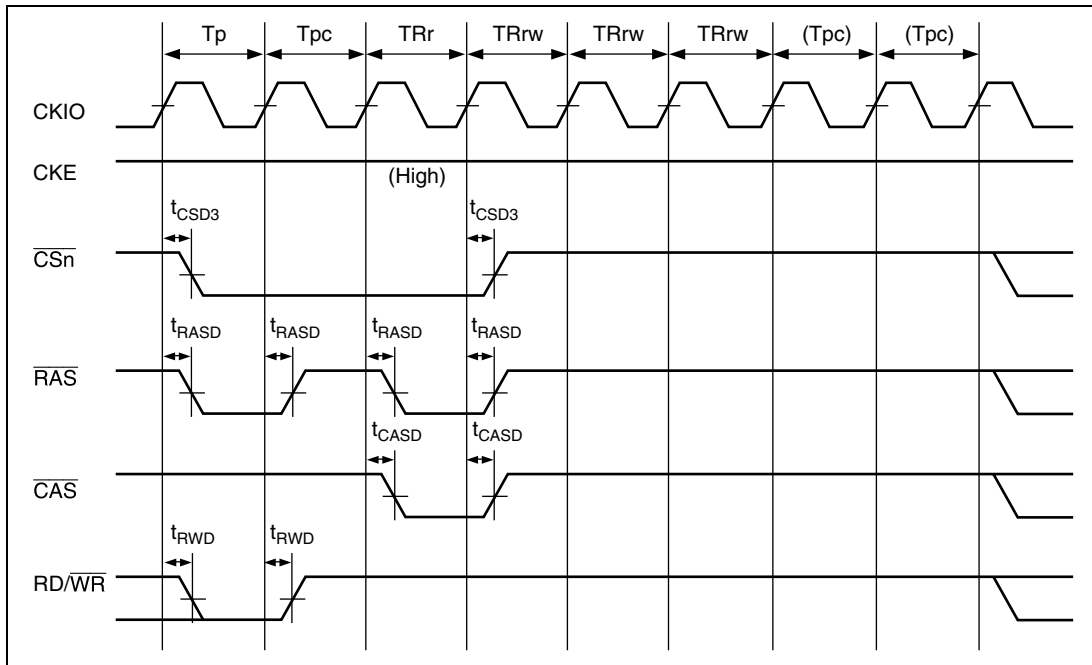 Tp Tpc TRr TRrw TRrw TRrw (Tpc) (Tpc)
CKIO
CKE
(High)
tCSD3 tCSD3
CSn
tRASD tRASD tRASD tRASD
RAS
tCASD tCASD
CAS
tRWD tRWD
RD/WR